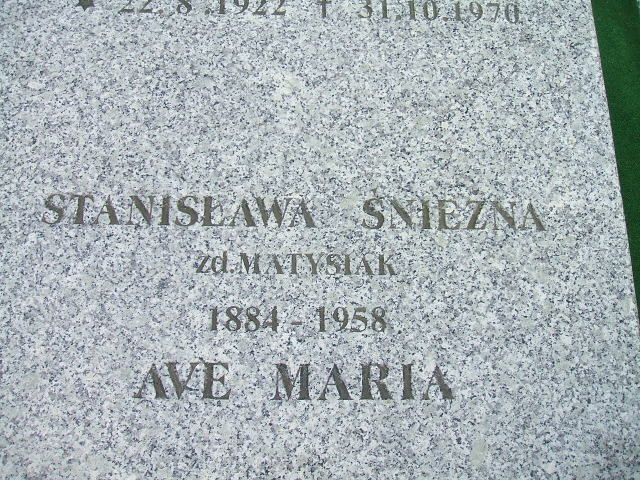 * 22.8.1922 † 31.10.1970
STANISŁAWA ŚNIEŻNA
zd. MATYSIAK
1884 - 1958
AVE MARIA